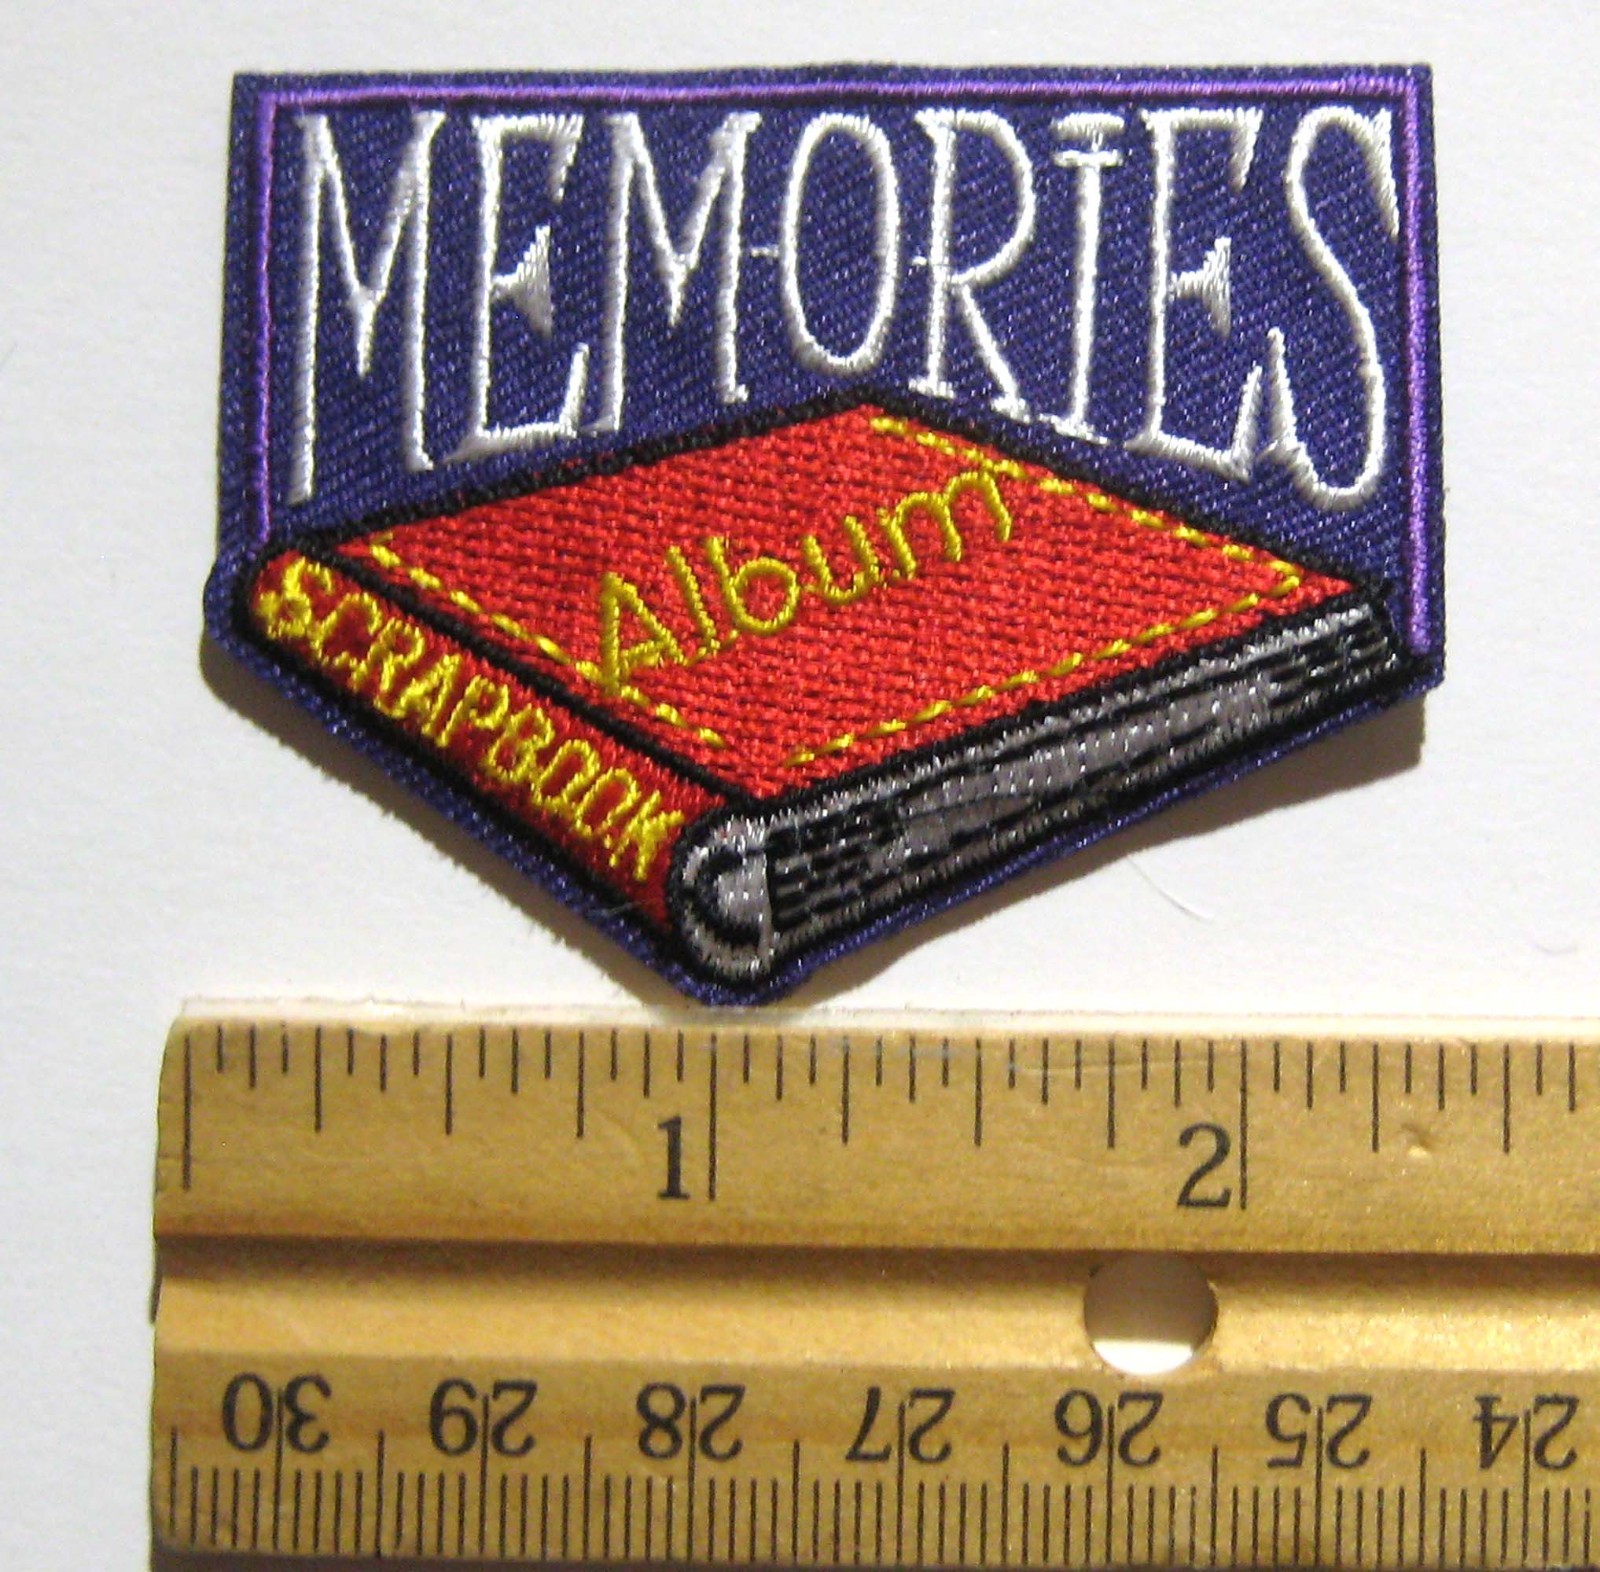 MEMORIES
Album
SCRAPBOOK
1 2
30 29 28 27 26 25 24